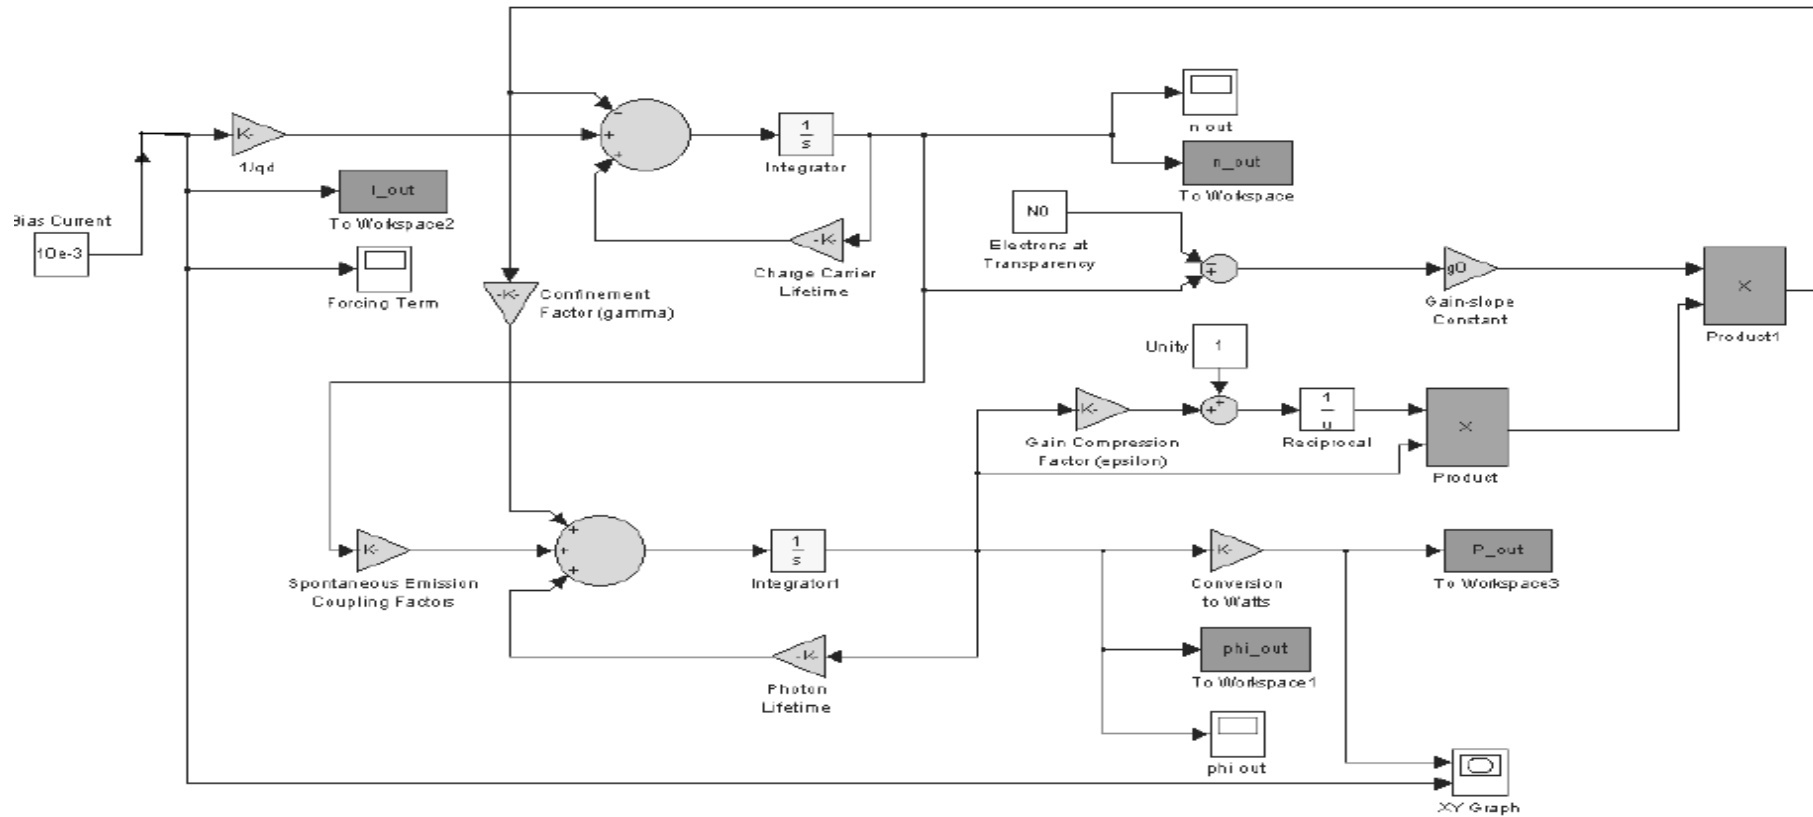 Bias Current
10e-3
K-
1/qd
I_out
To Workspace2
Forcing Term
-
+
+
1
s
Integrator
-K-
Charge Carrier
Lifetime
-K-
Confinement
Factor (gamma)
n out
n_out
To Workspace
N0
Electrons at
Transparency
-
+
g0
Gain-slope
Constant
X
Product1
Unity
1
K-
Gain Compression
Factor (epsilon)
+
+
1
u
Reciprocal
X
Product
K-
Spontaneous Emission
Coupling Factors
+
+
+
1
s
Integrator1
-K-
Photon
Lifetime
K-
Conversion
to Watts
P_out
To Workspace3
phi_out
To Workspace1
phi out
XY Graph